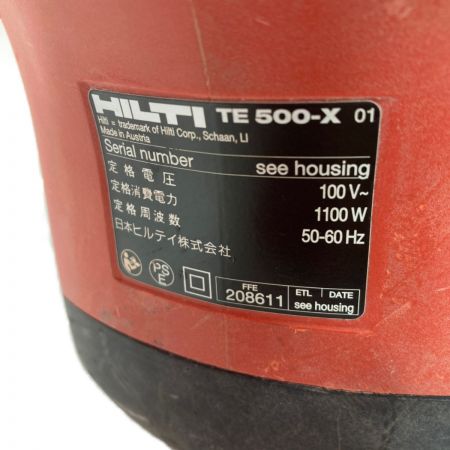 HILTI TE 500-X 01
Hilti = trademark of Hilti Corp., Schaan, LI
Made in Austria
Serial number see housing
定格電圧 100 V~
定格消費電力 1100 W
定格周波数 50-60 Hz
日本ヒルティ株式会社
PS
E
FFE
208611
ETL DATE
see housing